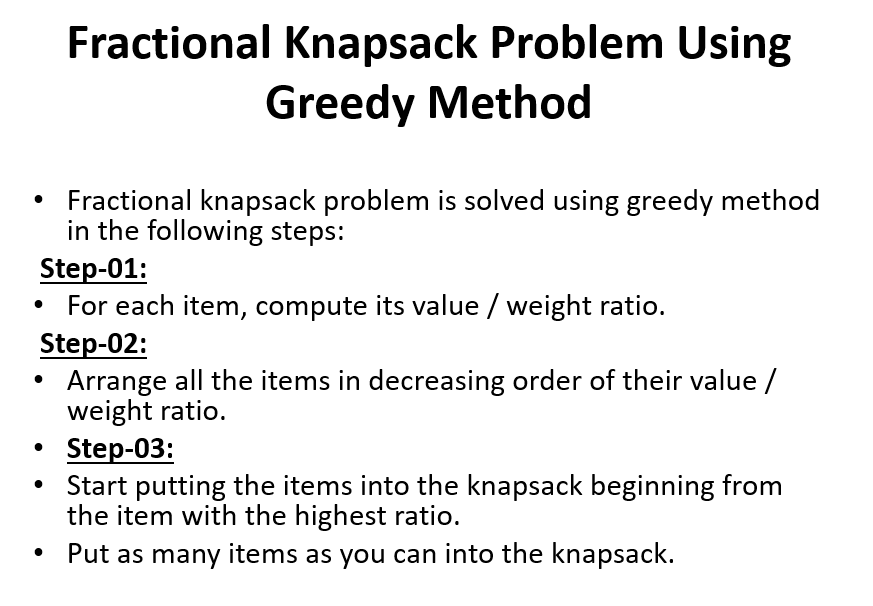 Fractional Knapsack Problem Using
Greedy Method
• Fractional knapsack problem is solved using greedy method
in the following steps:
Step-01:
• For each item, compute its value / weight ratio.
Step-02:
• Arrange all the items in decreasing order of their value /
weight ratio.
• Step-03:
• Start putting the items into the knapsack beginning from
the item with the highest ratio.
• Put as many items as you can into the knapsack.